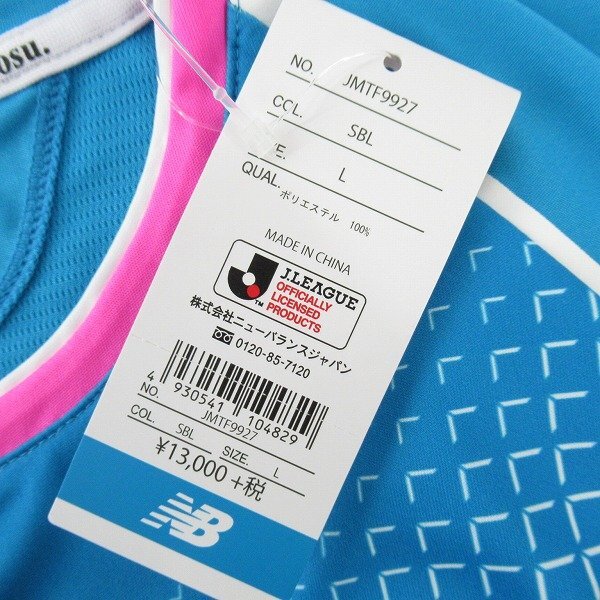 osu.
NO. JMTF9927
CCL. SBL
E. L
QUAL. ポリエステル 100%
MADE IN CHINA
J.LEAGUE
OFFICIALLY
LICENSED
PRODUCTS
TM
株式会社ニューバランスジャパン
0120-85-7120
4 930541 104829
NO. JMTF9927
COL. SBL SIZE. L
¥13,000+税
NB